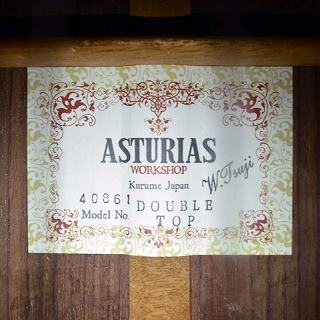 ASTURIAS
WORKSHOP
Kurume Japan
W.Tsuji
40861 DOUBLE
Model No. TOP